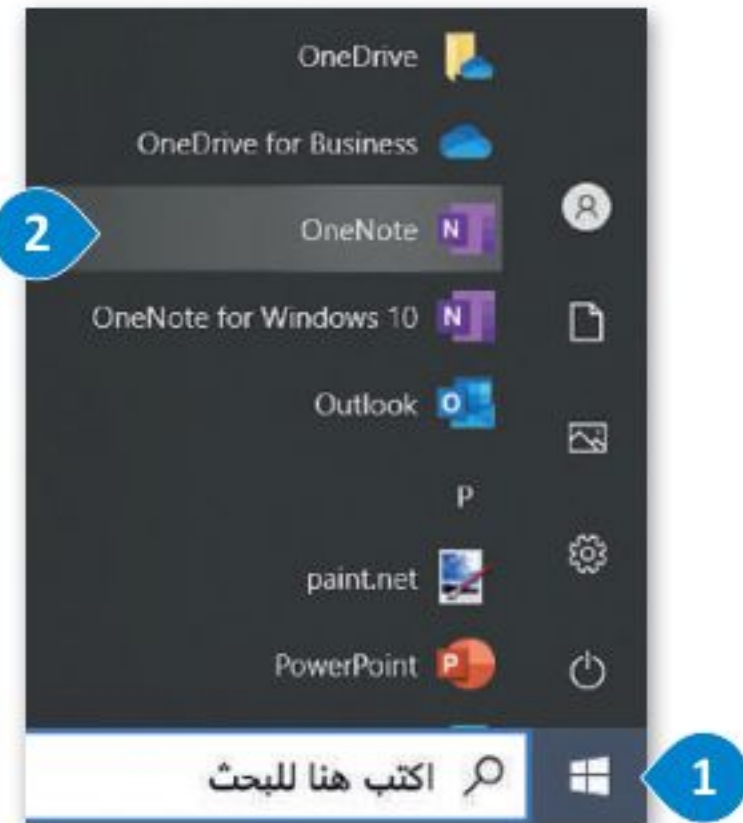 OneDrive
OneDrive for Business
2
OneNote
OneNote for Windows 10
Outlook
P
paint.net
PowerPoint
اكتب هنا للبحث
1